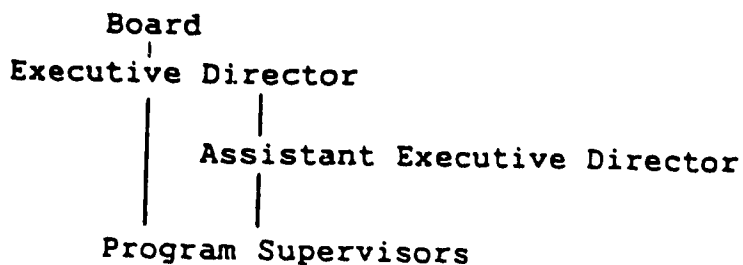 Board
Executive Director
Assistant Executive Director
Program Supervisors